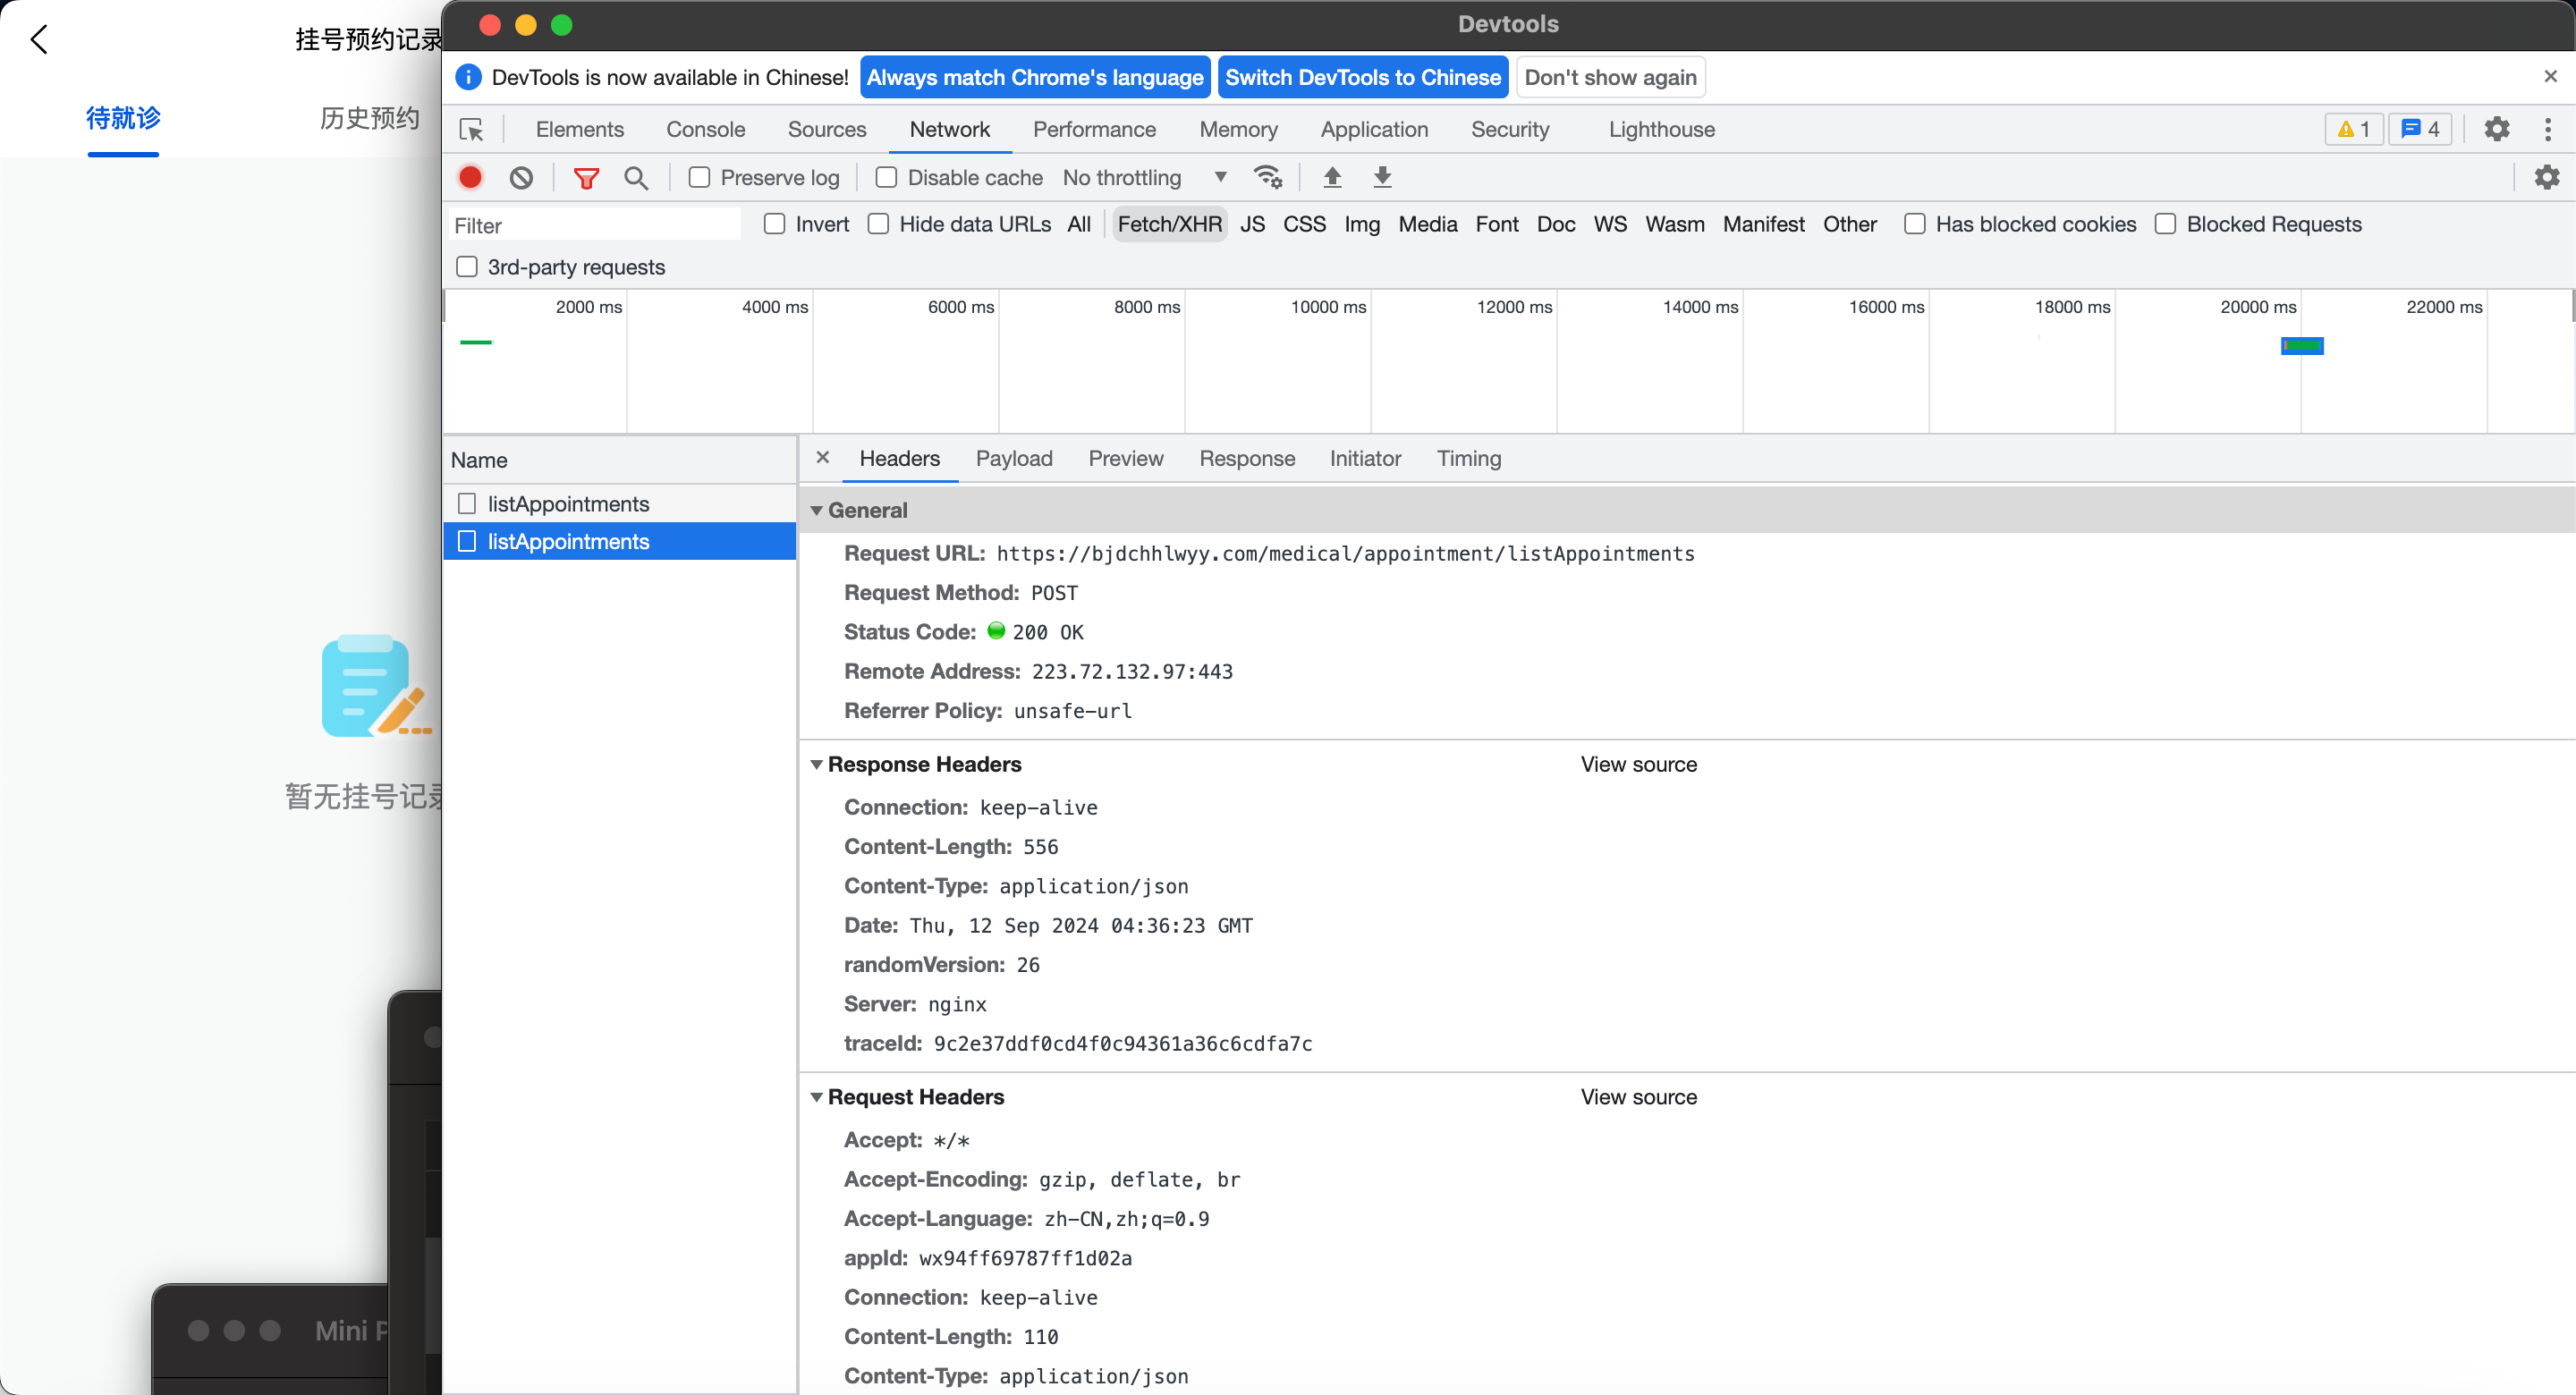 挂号预约记录
待就诊
历史预约
暂无挂号记
Mini
Devtools
DevTools is now available in Chinese!
Always match Chrome's language
Switch DevTools to Chinese
Don't show again
Elements
Console
Sources
Network
Performance
Memory
Application
Security
Lighthouse
1
4
Preserve log
Disable cache
No throttling
Filter
Invert
Hide data URLs
All
Fetch/XHR
JS
CSS
Img
Media
Font
Doc
WS
Wasm
Manifest
Other
Has blocked cookies
Blocked Requests
3rd-party requests
2000 ms
4000 ms
6000 ms
8000 ms
10000 ms
12000 ms
14000 ms
16000 ms
18000 ms
20000 ms
22000 ms
Name
listAppointments
listAppointments
Headers
Payload
Preview
Response
Initiator
Timing
General
Request URL: https://bjdchhlwyy.com/medical/appointment/listAppointments
Request Method: POST
Status Code: 200 OK
Remote Address: 223.72.132.97:443
Referrer Policy: unsafe-url
Response Headers
View source
Connection: keep-alive
Content-Length: 556
Content-Type: application/json
Date: Thu, 12 Sep 2024 04:36:23 GMT
randomVersion: 26
Server: nginx
traceId: 9c2e37ddf0cd4f0c94361a36c6cdfa7c
Request Headers
View source
Accept: */*
Accept-Encoding: gzip, deflate, br
Accept-Language: zh-CN,zh;q=0.9
appId: wx94ff69787ff1d02a
Connection: keep-alive
Content-Length: 110
Content-Type: application/json